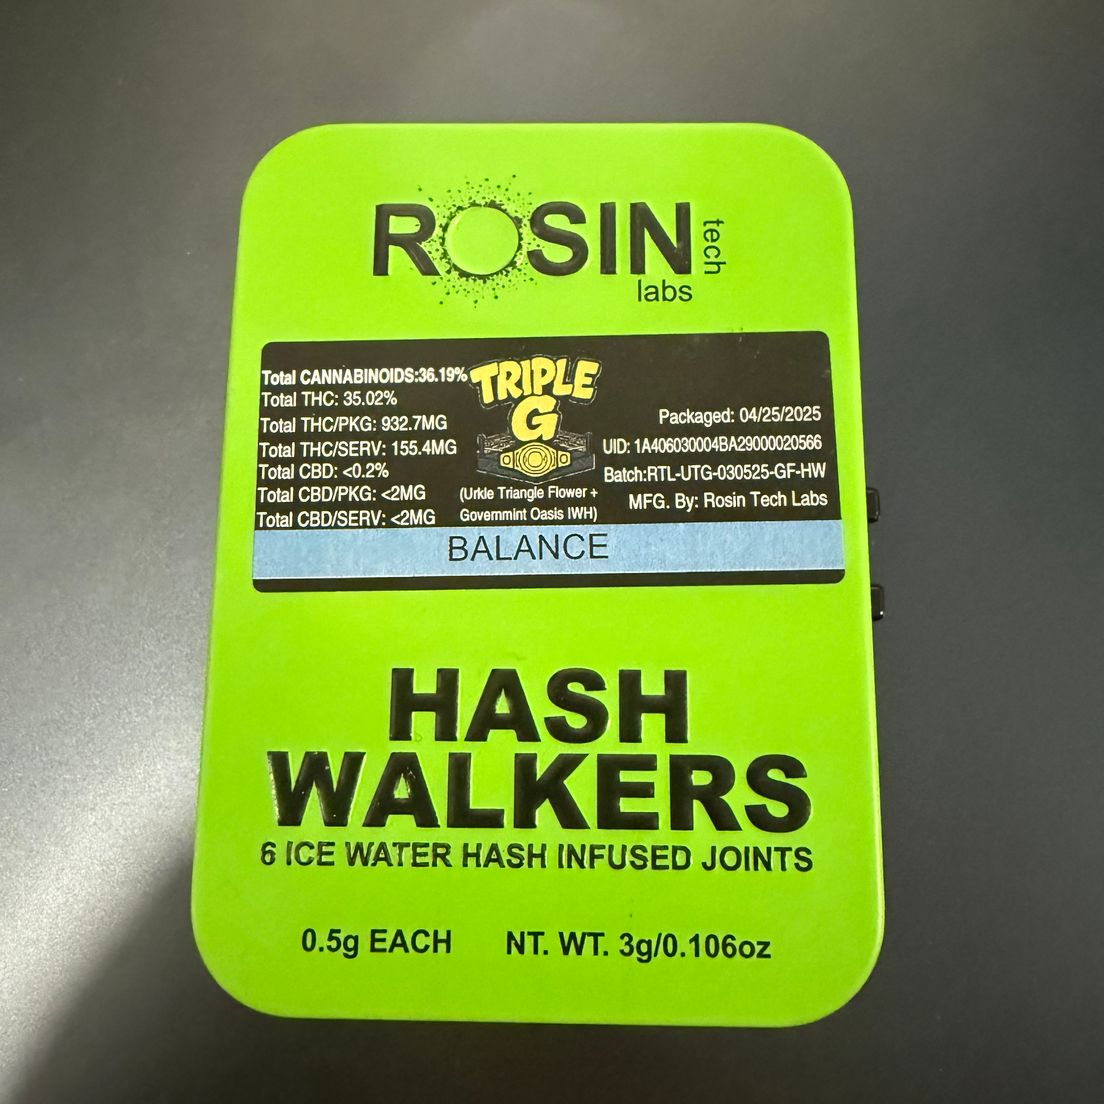 ROSIN
tech
labs
Total CANNABINOIDS:36.19%
Total THC: 35.02%
Total THC/PKG: 932.7MG
Total THC/SERV: 155.4MG
Total CBD: <0.2%
Total CBD/PKG: <2MG
Total CBD/SERV: <2MG
TRIPLE
G
(Urkle Triangle Flower +
Governmint Oasis IWH)
Packaged: 04/25/2025
UID: 1A406030004BA29000020566
Batch:RTL-UTG-030525-GF-HW
MFG. By: Rosin Tech Labs
BALANCE
HASH
WALKERS
6 ICE WATER HASH INFUSED JOINTS
0.5g EACH NT. WT. 3g/0.106oz